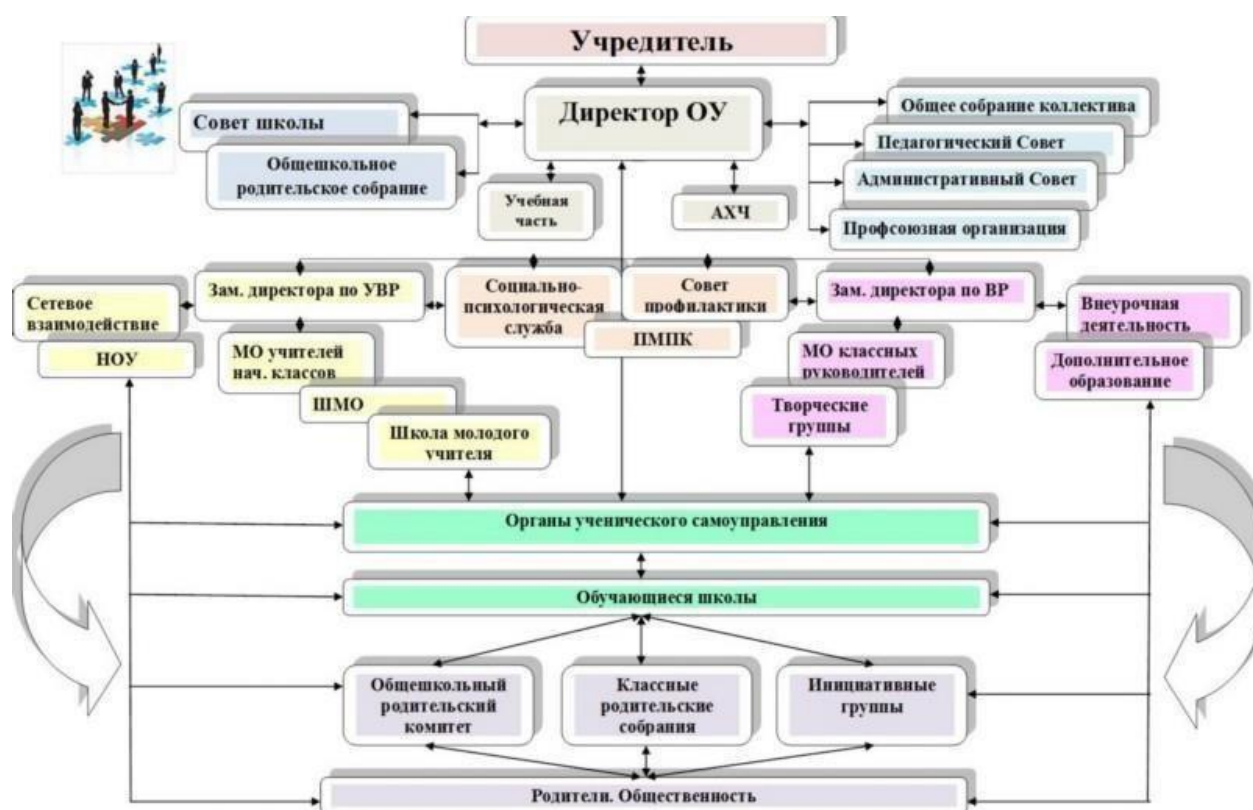 Учредитель
Директор ОУ
Совет школы
Общешкольное
родительское собрание
Общее собрание коллектива
Педагогический Совет
Административный Совет
Профсоюзная организация
Учебная
часть
АХЧ
Сетевое
взаимодействие
НОУ
Зам. директора по УВР
Социально-
психологическая
служба
Совет
профилактики
ПМПК
Зам. директора по ВР
Внеурочная
деятельность
Дополнительное
образование
МО учителей
нач. классов
ШМО
Школа молодого
учителя
МО классных
руководителей
Творческие
группы
Органы ученического самоуправления
Обучающиеся школы
Общешкольный
родительский
комитет
Классные
родительские
собрания
Инициативные
группы
Родители. Общественность